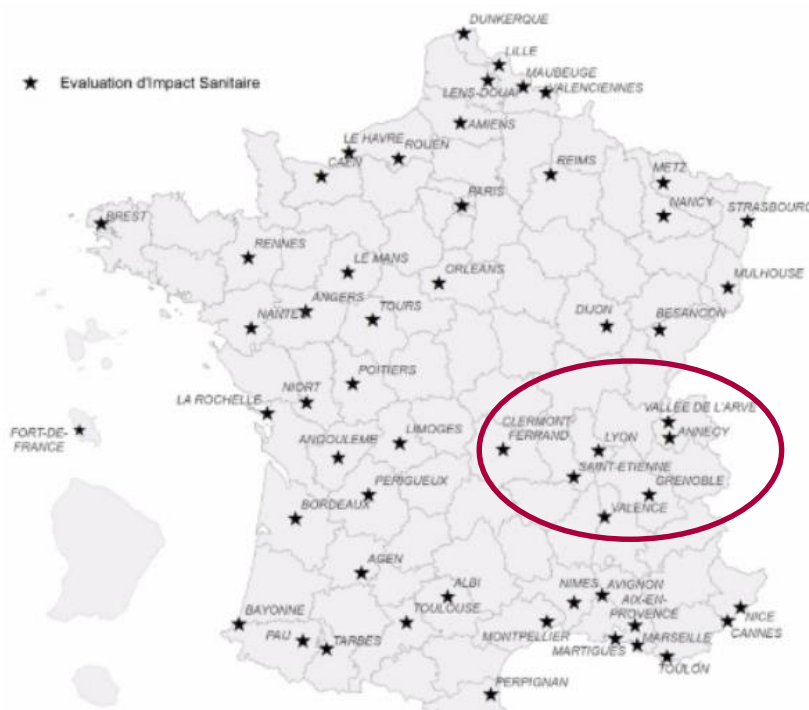 DUNKERQUE
LILLE
★ Evaluation d'Impact Sanitaire
MAUBEUGE
LENS-DOUAI
VALENCIENNES
AMIENS
LE HAVRE
ROUEN
CAEN
REIMS
METZ
PARIS
NANCY
STRASBOURG
BREST
RENNES
LE MANS
ORLEANS
MULHOUSE
ANGERS
NANTE
TOURS
DIJON
BESANCON
POITIERS
NIORT
LA ROCHELLE
VALLEE DE L'ARVE
CLERMONT-
FERRAND
LYON
ANNECY
FORT-DE-
FRANCE
LIMOGES
ANGOULEME
SAINT-ETIENNE
PERIGUEUX
GRENOBLE
BORDEAUX
VALENCE
AGEN
ALBI
NIMES
AVIGNON
AIX-EN-
PROVENCE
BAYONNE
TOULOUSE
NICE
CANNES
PAU
TARBES
MONTPELLIER
MARTIGUES
MARSEILLE
TOULON
PERPIGNAN